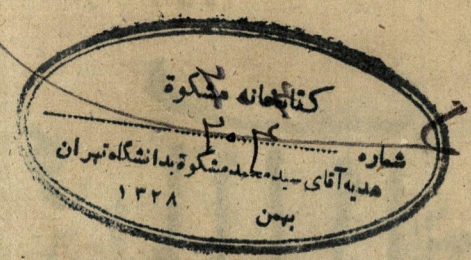 کتابخانه مشکوة
شماره
هدیه آقای سید محمد مشکوة بدانشگاه تهران
بهمن ۱۳۲۸